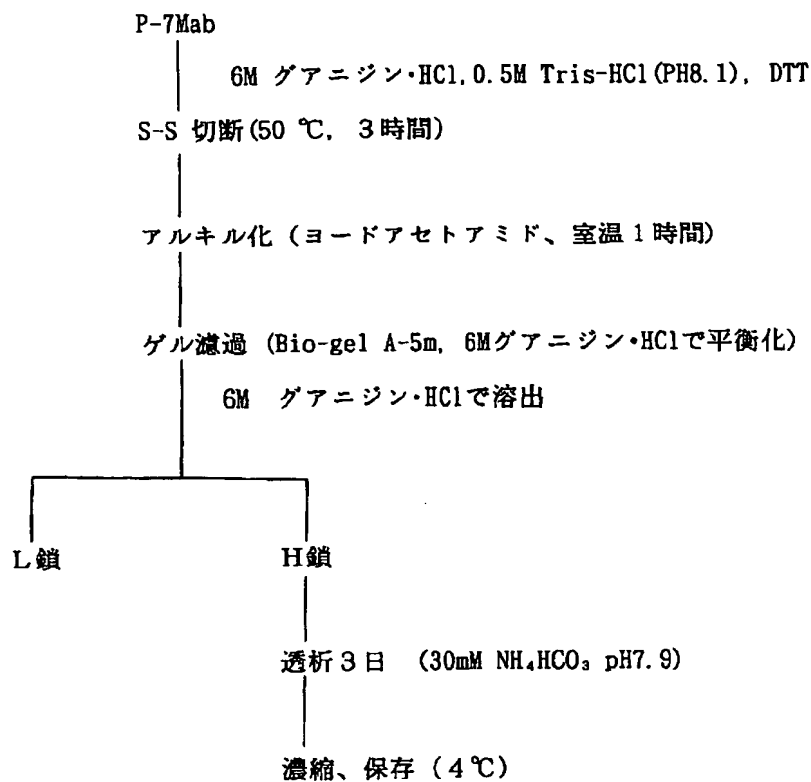 P-7Mab
6M グアニジン・HCl,0.5M Tris-HCl(PH8.1), DTT
S-S 切断(50 ℃, 3時間)
アルキル化 (ヨードアセトアミド、室温1時間)
ゲル濾過 (Bio-gel A-5m, 6Mグアニジン・HClで平衡化)
6M グアニジン・HClで溶出
L鎖 H鎖
透析3日 (30mM NH₄HCO₃ pH7.9)
濃縮、保存 (4℃)